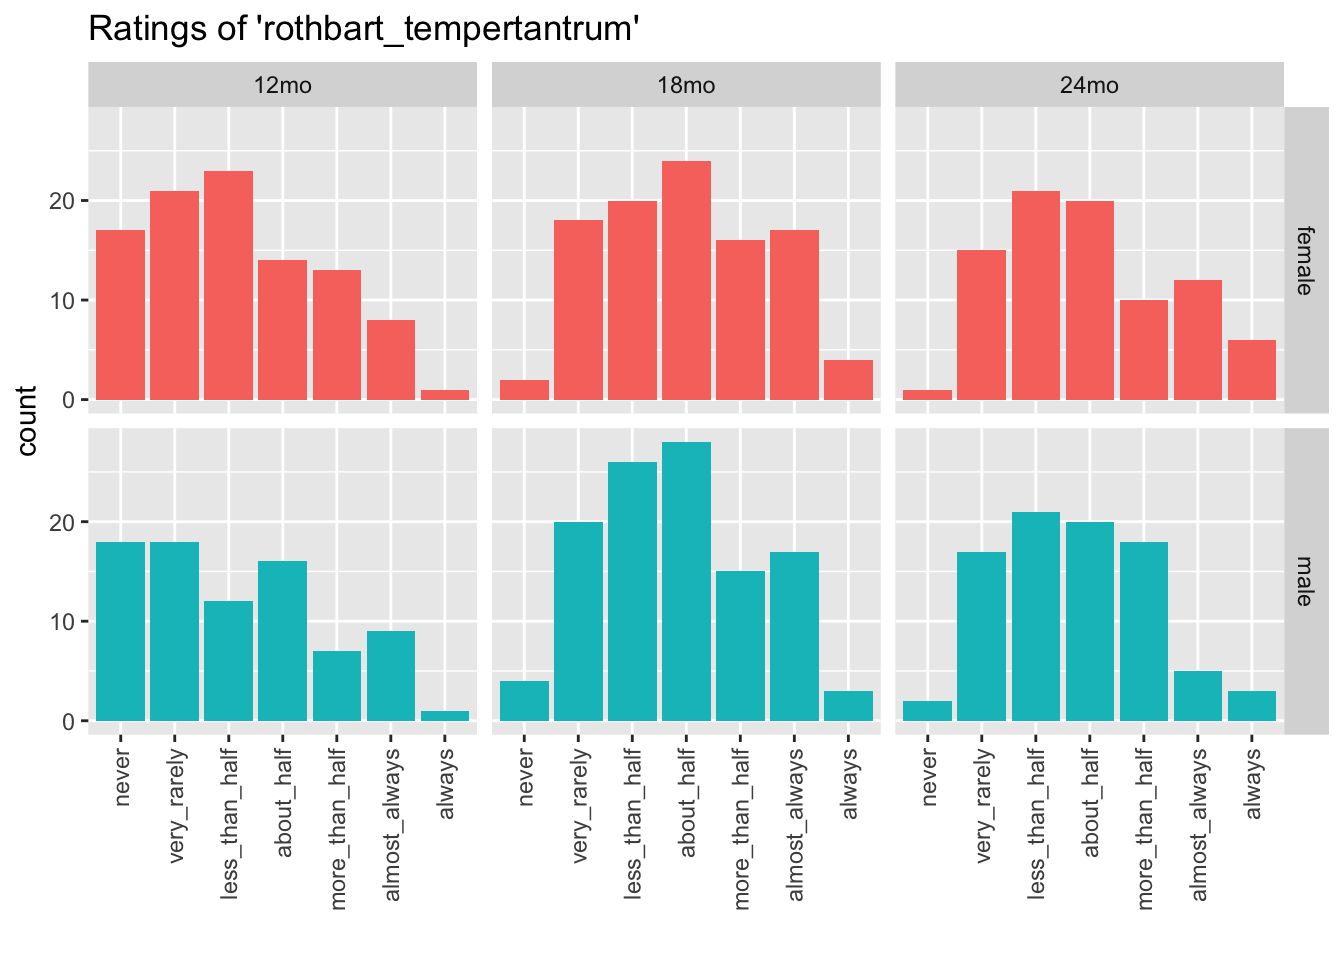 Ratings of 'rothbart_tempertantrum'
12mo 18mo 24mo
20
10
0
female
count
20
10
0
male
never very_rarely less_than_half about_half more_than_half almost_always always never very_rarely less_than_half about_half more_than_half almost_always always never very_rarely less_than_half about_half more_than_half almost_always always